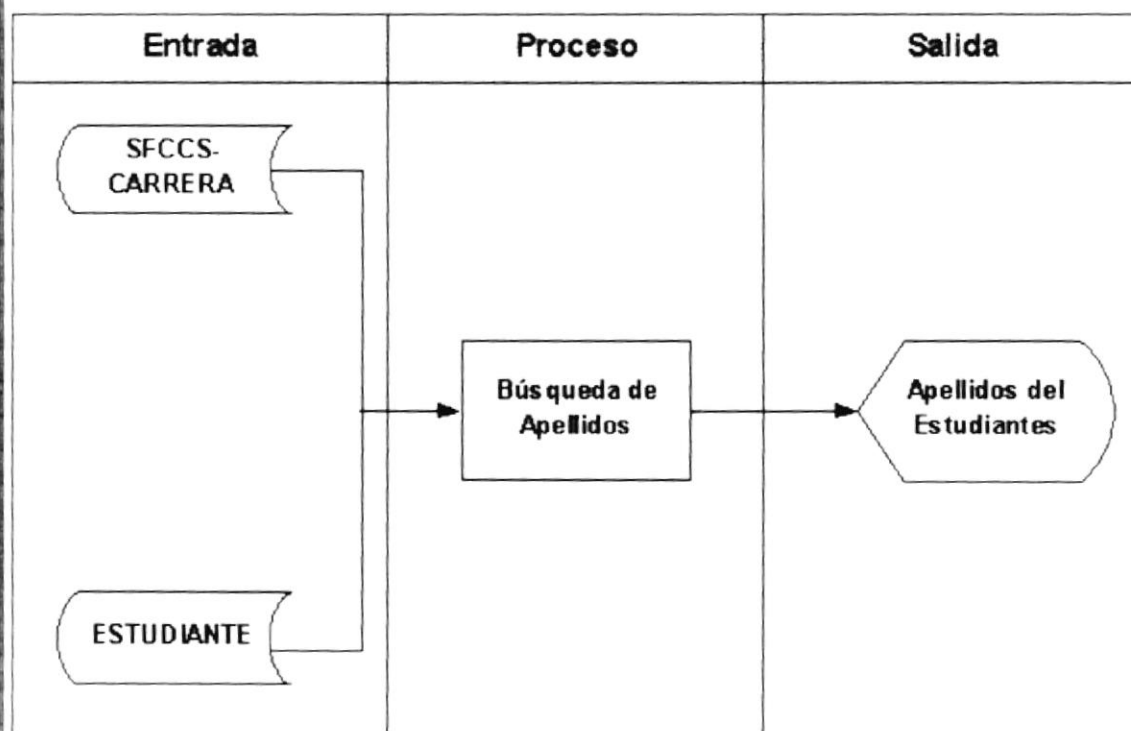 Entrada
Proceso
Salida
SFCCS-
CARRERA
Búsqueda de
Apellidos
Apellidos del
Estudiantes
ESTUDIANTE